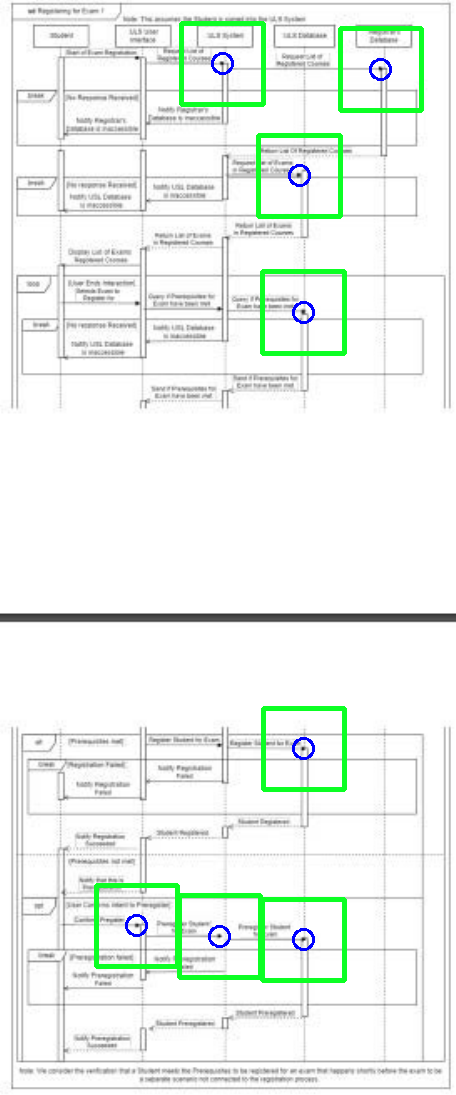 sd Registering for Exam 1
Note: This assumes the Student is signed into the ULS System
Student
ULS User
Interface
ULS System
ULS Database
Database
Start of Exam Registration
Request List of
Registered Courses
Request List of
Registered Courses
break
[No Response Received]
Notify Registrar's
Database is inaccessible
Notify Registrar's
Database is inaccessible
Return List Of Registered Courses
Request List of Exams
in Registered Courses
break
[No response Received]
Notify USL Database
is inaccessible
Notify USL Database
is inaccessible
Return List of Exams
in Registered Courses
Return List of Exams
in Registered Courses
Display List of Exams
Registered Courses
loop
[User Ends Interaction]
Selects Exam to
Register for
Query if Prerequisites for
Exam have been met
Query if Prerequisites for
Exam have been met
break
[No response Received]
Notify USL Database
is inaccessible
Notify USL Database
is inaccessible
Send if Prerequisites for
Exam have been met
Send if Prerequisites for
Exam have been met
alt
[Prerequisites met]
Register Student for Exam
Register Student for Exam
break
[Registration Failed]
Notify Registration
Failed
Notify Registration
Failed
Student Registered
Student Registered
Notify Registration
Succeeded
[Prerequisites not met]
Notify that this is
opt
[User Confirms Intent to Preregister]
Confirm Preregister
Preregister Student
for Exam
Preregister Student
for Exam
break
[Preregistration failed]
Notify Preregistration
Failed
Notify Preregistration
Failed
Student Preregistered
Student Preregistered
Notify Preregistration
Succeeded
Note: We consider the verification that a Student meets the Prerequisites to be registered for an exam that happens shortly before the exam to be
a separate scenario not connected to the registration process.